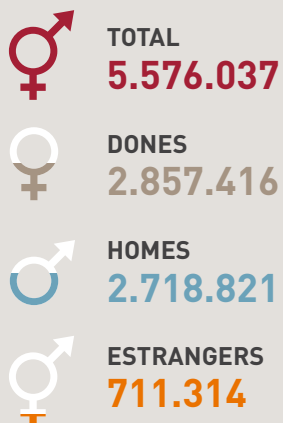 TOTAL
5.576.037
DONES
2.857.416
HOMES
2.718.821
ESTRANGERS
711.314